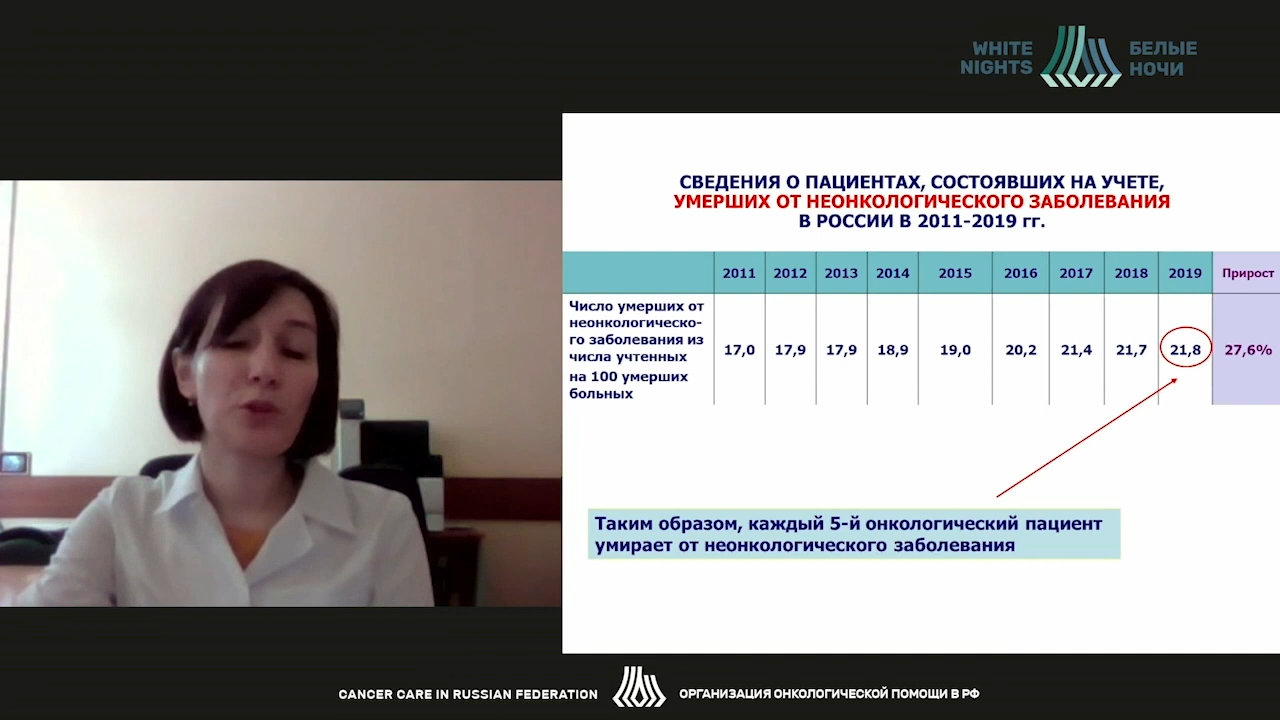 WHITE
NIGHTS
БЕЛЫЕ
НОЧИ
СВЕДЕНИЯ О ПАЦИЕНТАХ, СОСТОЯВШИХ НА УЧЕТЕ,
УМЕРШИХ ОТ НЕОНКОЛОГИЧЕСКОГО ЗАБОЛЕВАНИЯ
В РОССИИ В 2011-2019 гг.
2011 2012 2013 2014 2015 2016 2017 2018 2019 Прирост
Число умерших от
неонкологическо-
го заболевания из
числа учтенных
на 100 умерших
больных
17,0 17,9 17,9 18,9 19,0 20,2 21,4 21,7 21,8 27,6%
Таким образом, каждый 5-й онкологический пациент
умирает от неонкологического заболевания
CANCER CARE IN RUSSIAN FEDERATION
ОРГАНИЗАЦИЯ ОНКОЛОГИЧЕСКОЙ ПОМОЩИ В РФ